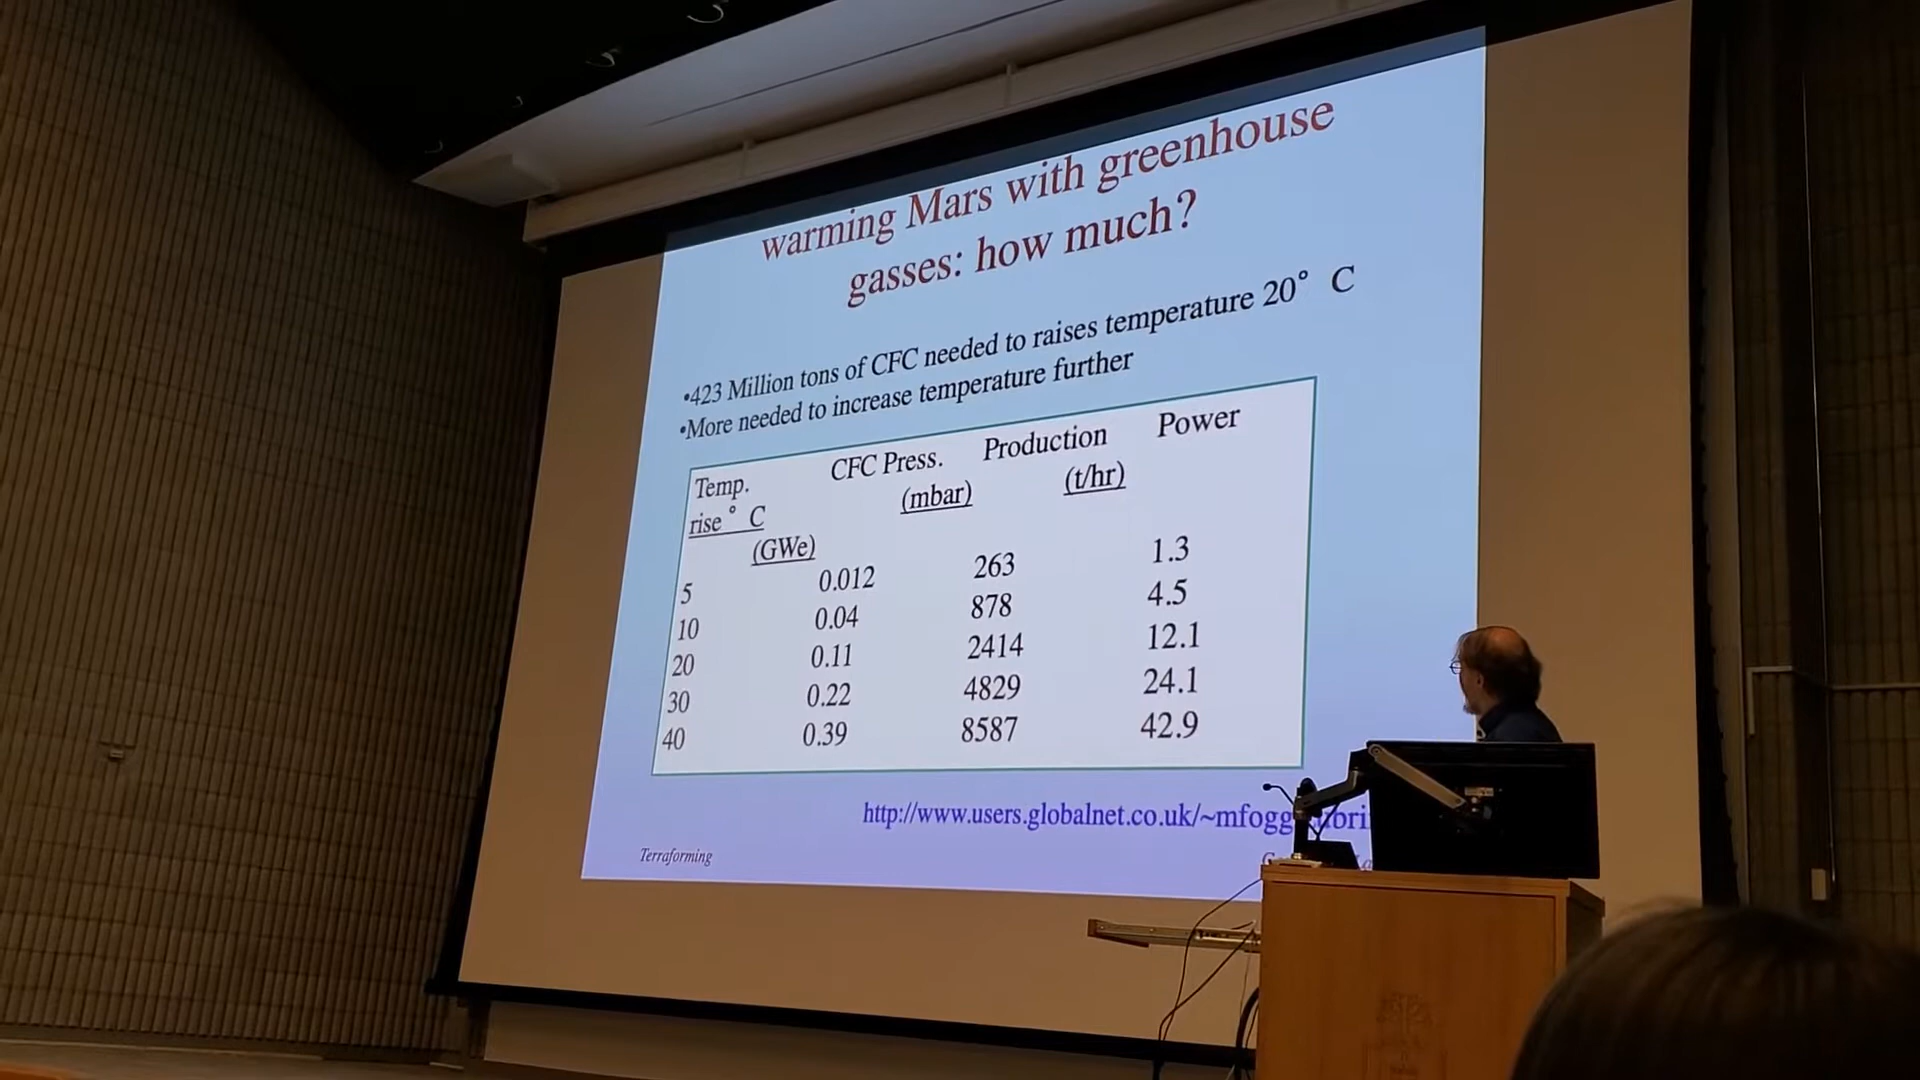 warming Mars with greenhouse
gasses: how much?
•423 Million tons of CFC needed to raises temperature 20° C
•More needed to increase temperature further
Temp. CFC Press. Production Power
rise ° C (mbar) (t/hr)
(GWe)
5 0.012 263 1.3
10 0.04 878 4.5
20 0.11 2414 12.1
30 0.22 4829 24.1
40 0.39 8587 42.9
http://www.users.globalnet.co.uk/~mfogg
Terraforming